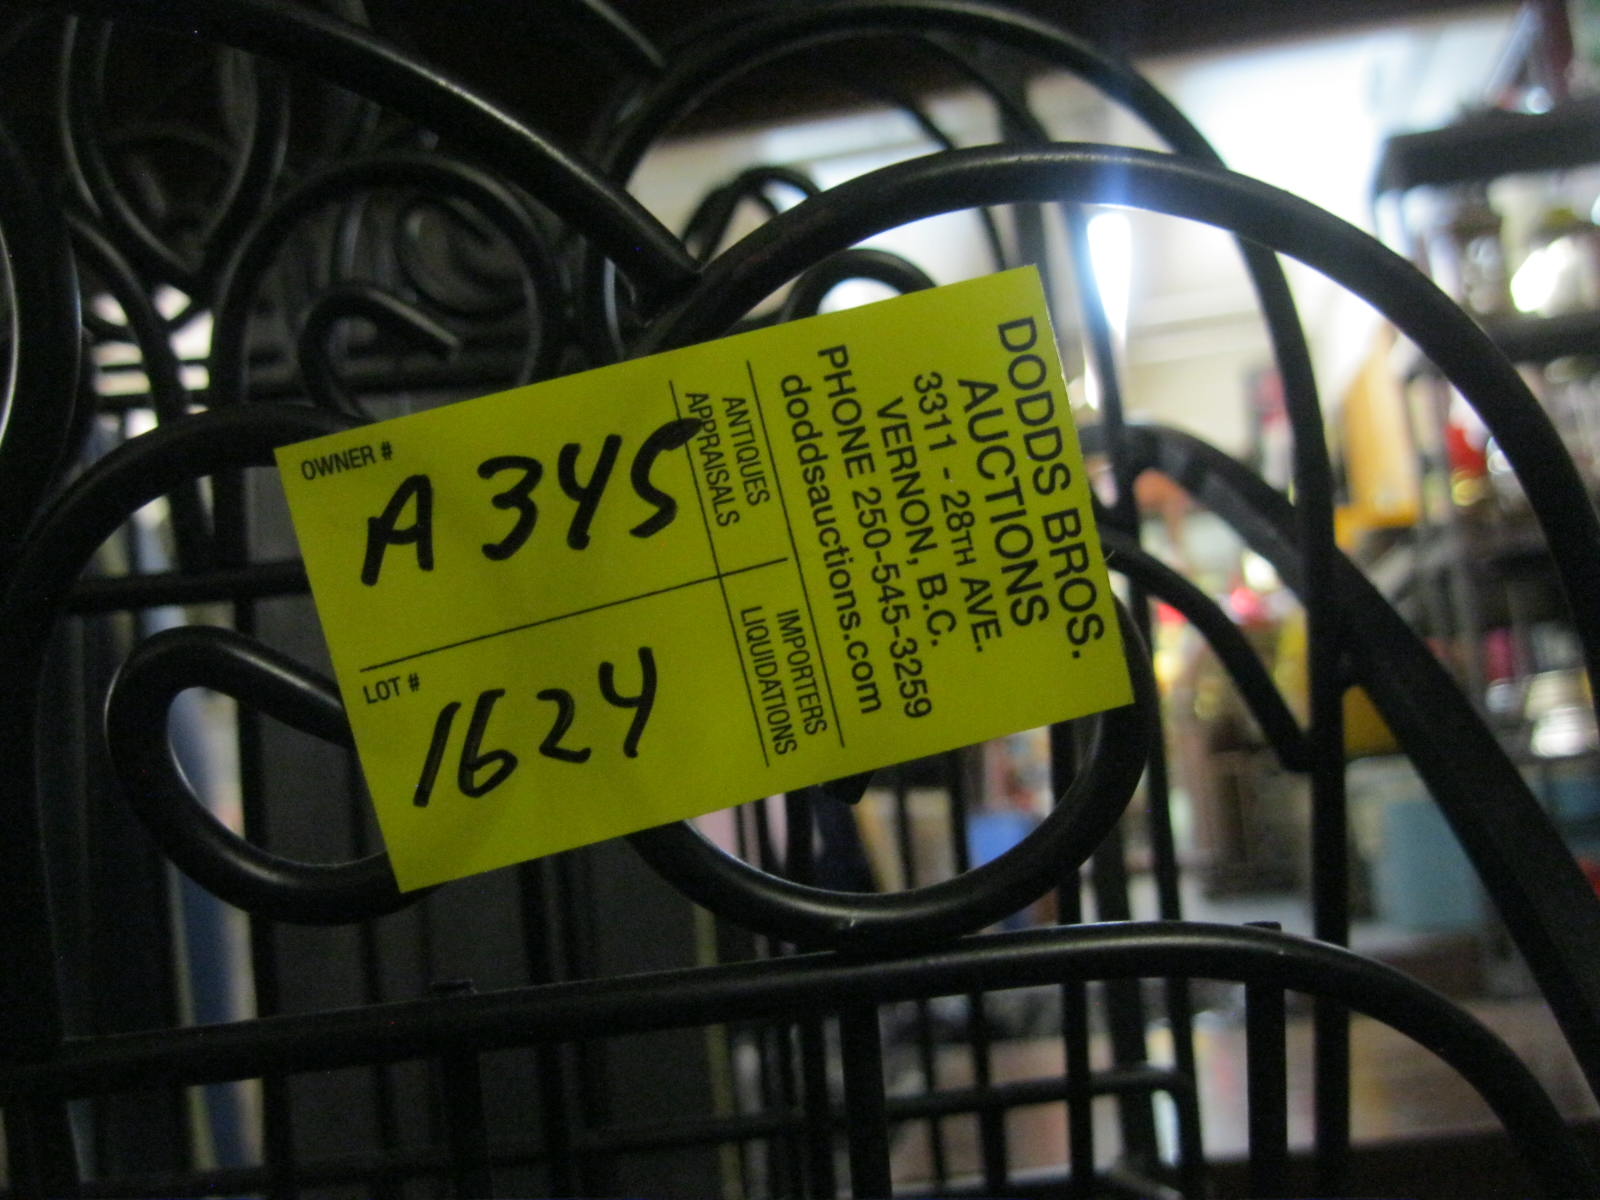 DODDS BROS.
AUCTIONS
3311 - 28TH AVE.
VERNON, B.C.
PHONE 250-545-3259
doddsauctions.com
ANTIQUES
APPRAISALS
IMPORTERS
LIQUIDATIONS
OWNER #
A345
LOT #
1624